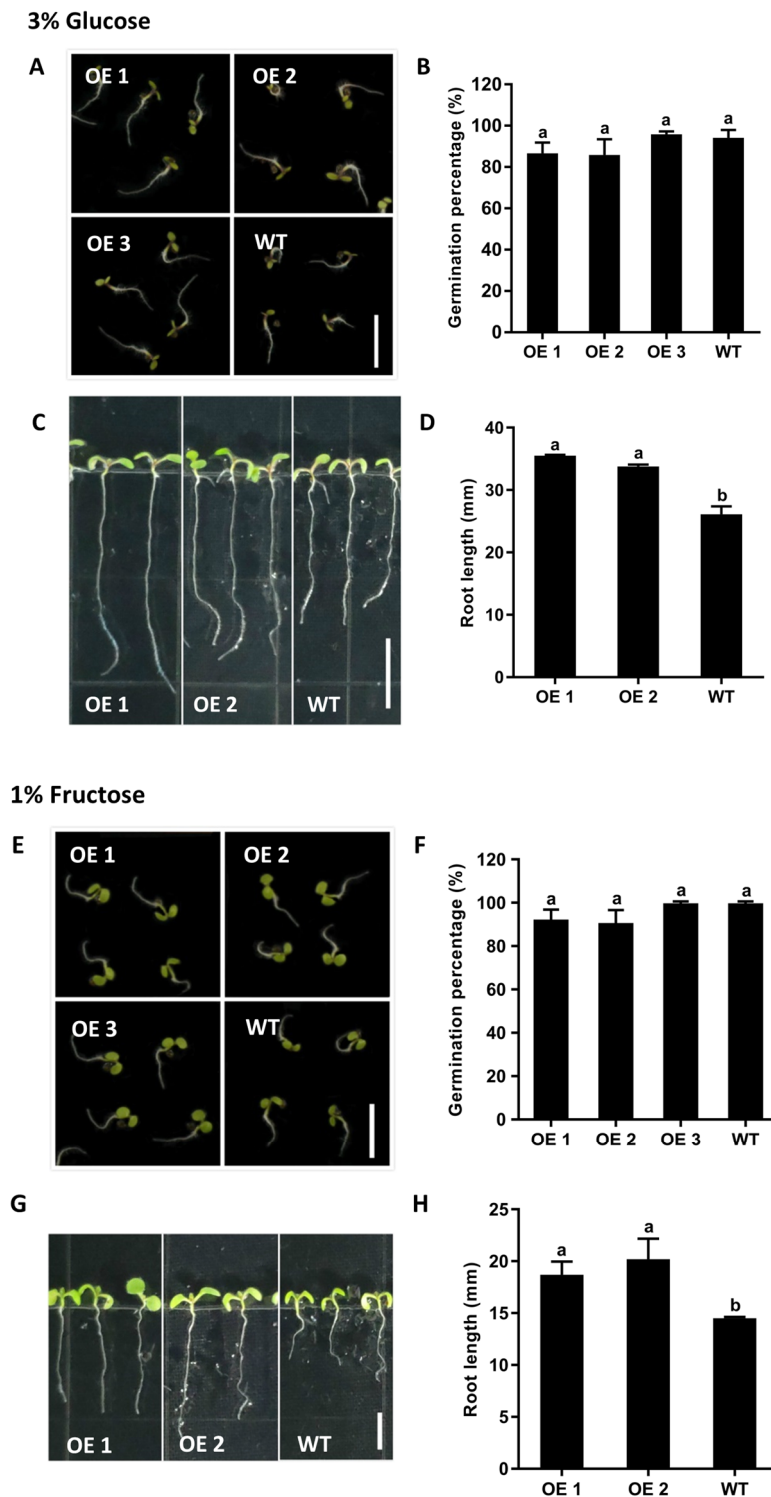 3% Glucose
A
OE 1
OE 2
OE 3
WT
B
Germination percentage (%)
120
100
80
60
40
20
0
a
a
a
a
OE 1 OE 2 OE 3 WT
C
OE 1 OE 2 WT
D
Root length (mm)
40
30
20
10
0
a
a
b
OE 1 OE 2 WT
1% Fructose
E
OE 1
OE 2
OE 3
WT
F
Germination percentage (%)
120
100
80
60
40
20
0
a
a
a
a
OE 1 OE 2 OE 3 WT
G
OE 1 OE 2 WT
H
Root length (mm)
25
20
15
10
5
0
a
a
b
OE 1 OE 2 WT